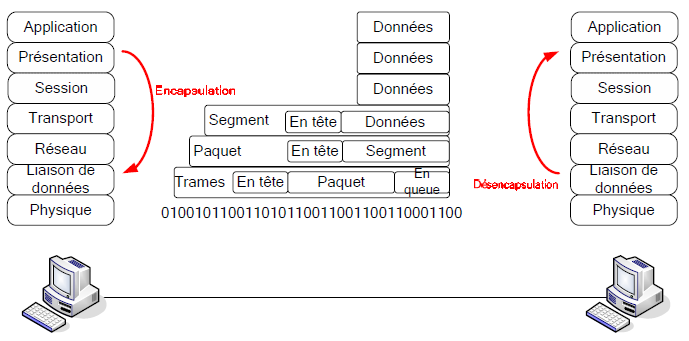 Application
Présentation
Session
Transport
Réseau
Liaison de
données
Physique
Encapsulation
Données
Données
Données
Segment En tête Données
Paquet En tête Segment
Trames En tête Paquet En
queue
0100101100110101100110011001100110001100
Application
Présentation
Session
Transport
Réseau
Liaison de
données
Physique
Désencapsulation